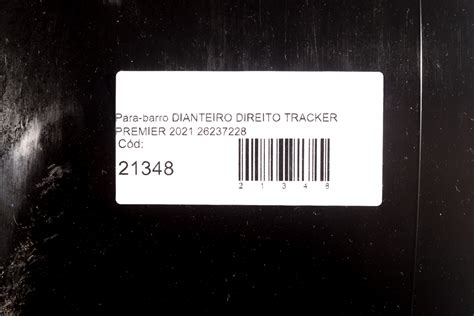 Para-barro DIANTEIRO DIREITO TRACKER
PREMIER 2021 26237228
Cód:
21348
2 1 3 4 8